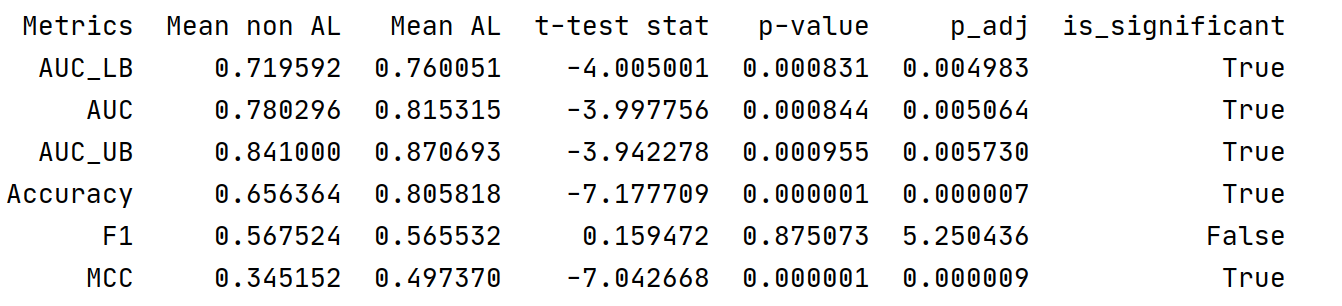 Metrics Mean non AL Mean AL t-test stat p-value p_adj is_significant
AUC_LB 0.719592 0.760051 -4.005001 0.000831 0.004983 True
AUC 0.780296 0.815315 -3.997756 0.000844 0.005064 True
AUC_UB 0.841000 0.870693 -3.942278 0.000955 0.005730 True
Accuracy 0.656364 0.805818 -7.177709 0.000001 0.000007 True
F1 0.567524 0.565532 0.159472 0.875073 5.250436 False
MCC 0.345152 0.497370 -7.042668 0.000001 0.000009 True